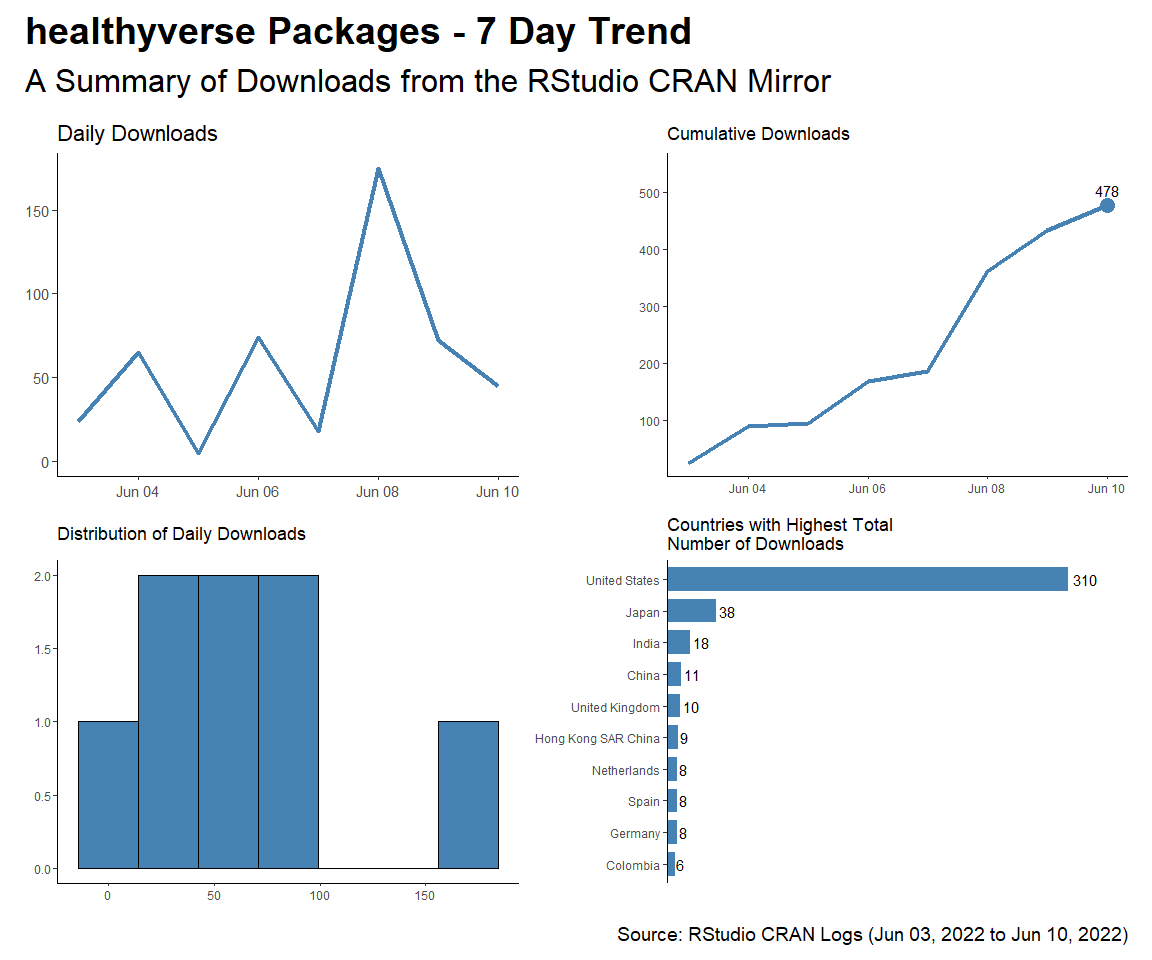 healthyverse Packages - 7 Day Trend
A Summary of Downloads from the RStudio CRAN Mirror
Daily Downloads
150
100
50
0
Jun 04 Jun 06 Jun 08 Jun 10
Cumulative Downloads
478
500
400
300
200
100
Jun 04 Jun 06 Jun 08 Jun 10
Distribution of Daily Downloads
2.0
1.5
1.0
0.5
0.0
0 50 100 150
Countries with Highest Total
Number of Downloads
United States 310
Japan 38
India 18
China 11
United Kingdom 10
Hong Kong SAR China 9
Netherlands 8
Spain 8
Germany 8
Colombia 6
Source: RStudio CRAN Logs (Jun 03, 2022 to Jun 10, 2022)